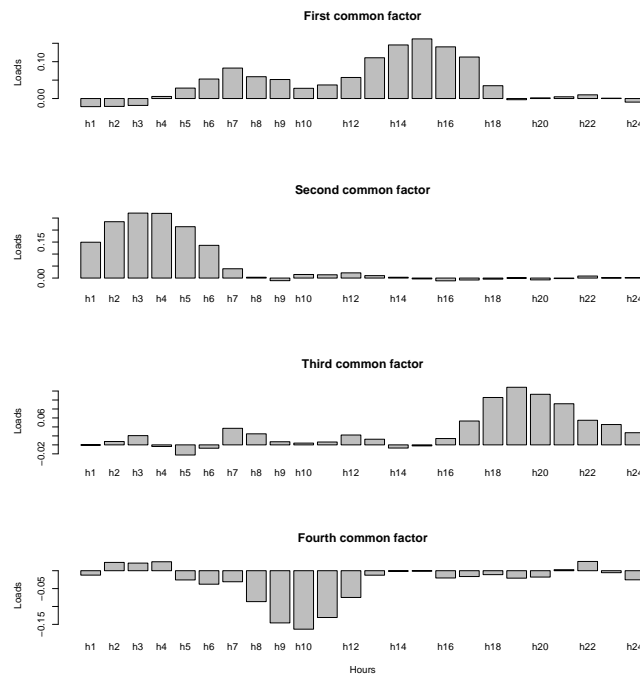 First common factor
Loads
0.10
0.00
h1 h2 h3 h4 h5 h6 h7 h8 h9 h10 h12 h14 h16 h18 h20 h22 h24
Second common factor
Loads
0.15
0.00
h1 h2 h3 h4 h5 h6 h7 h8 h9 h10 h12 h14 h16 h18 h20 h22 h24
Third common factor
Loads
0.06
−0.02
h1 h2 h3 h4 h5 h6 h7 h8 h9 h10 h12 h14 h16 h18 h20 h22 h24
Fourth common factor
Loads
−0.05
−0.15
h1 h2 h3 h4 h5 h6 h7 h8 h9 h10 h12 h14 h16 h18 h20 h22 h24
Hours